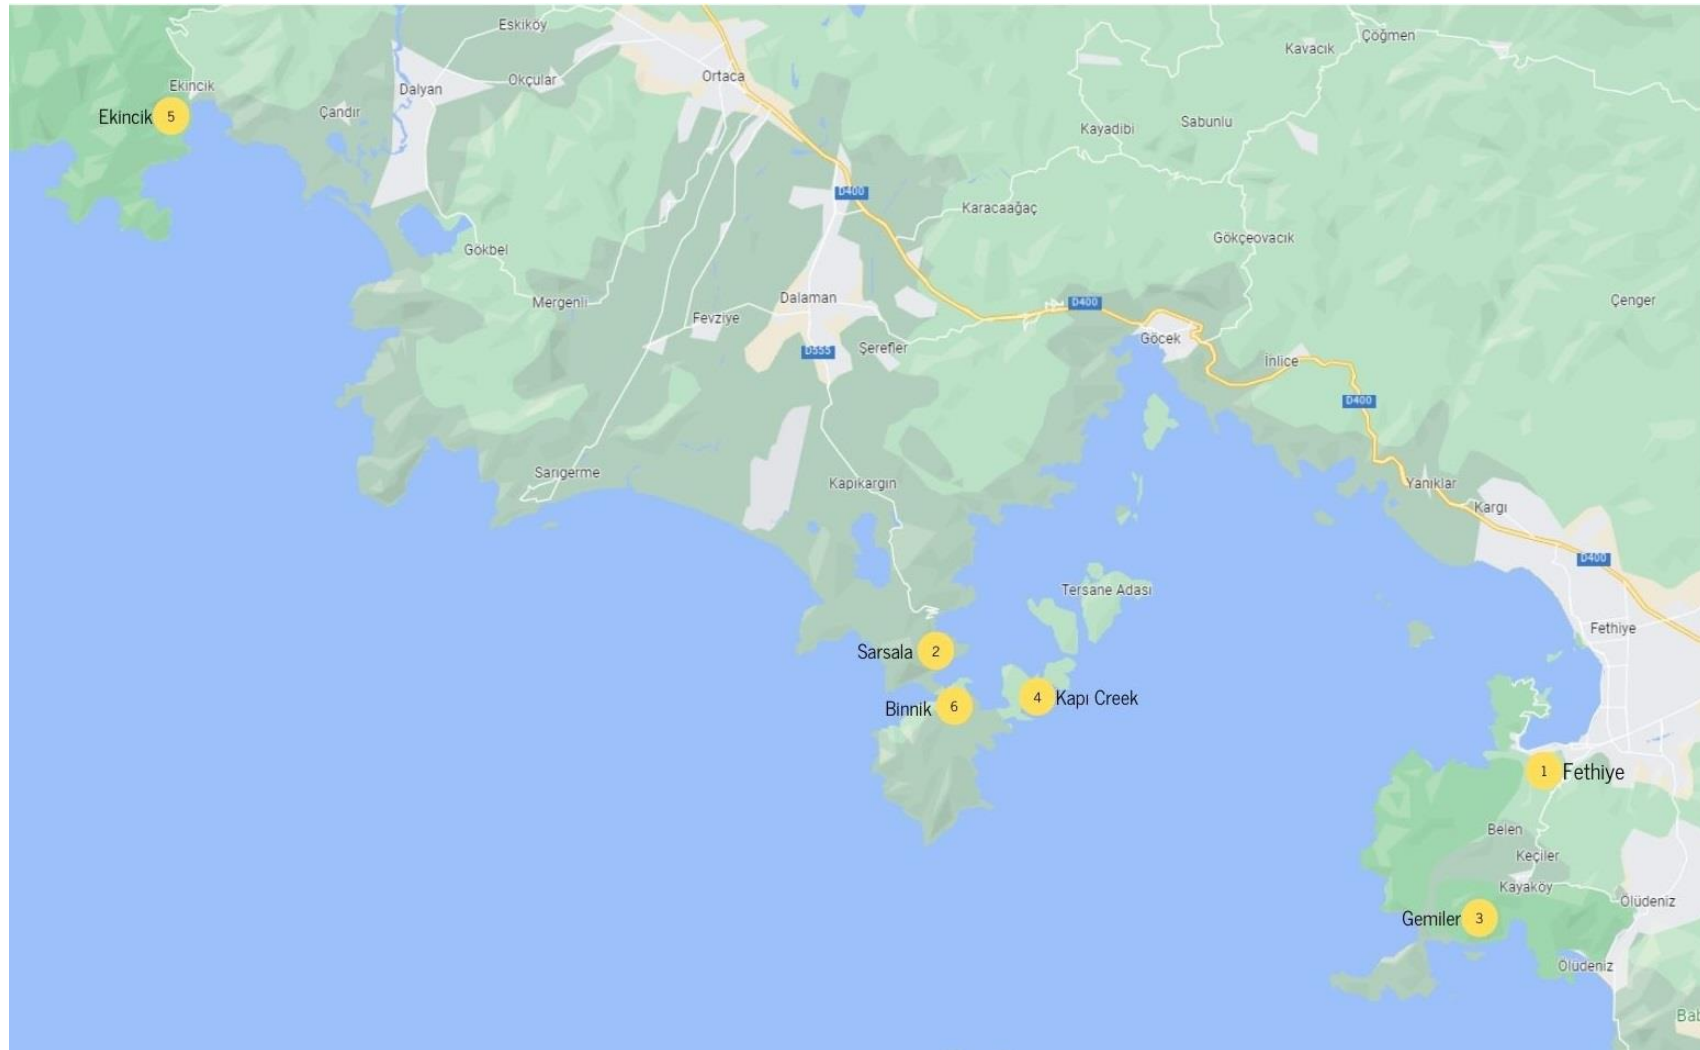 Eskiköy
Çöğmen
Kavacık
Ortaca
Okçular
Ekincik
Dalyan
Çandır
Ekincik 5
Sabunlu
Kayadibi
D400
Karacaağaç
Gökçeovacık
Gökbel
Dalaman
Çenger
Mergenli
D400
Fevziye
Göcek
Şerefler
D555
İnlice
D400
Sarıgerme
Kapıkargın
Yanıklar
Kargı
D400
Tersane Adası
Fethiye
Sarsala 2
4 Kapı Creek
Binnik 6
1 Fethiye
Belen
Keçiler
Kayaköy
Ölüdeniz
Gemiler 3
Ölüdeniz
Bab